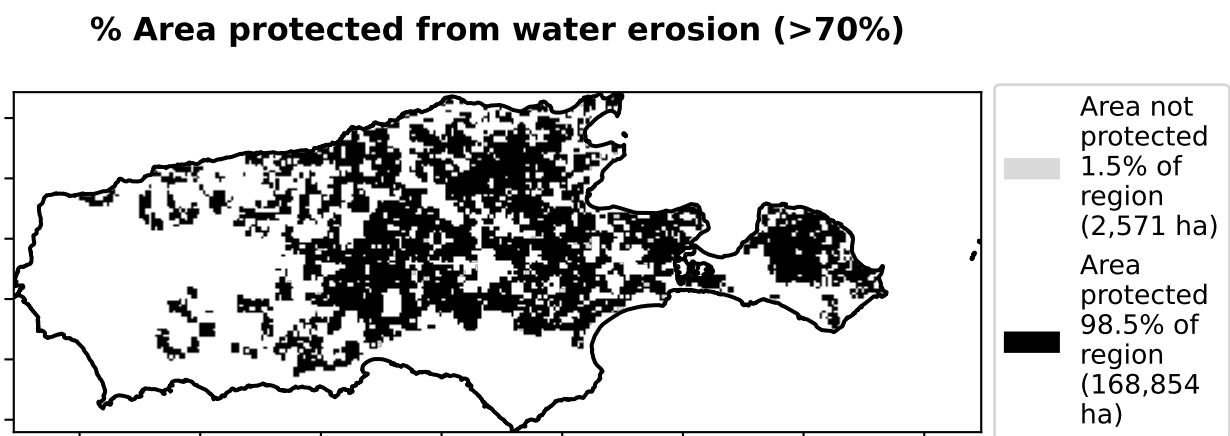 % Area protected from water erosion (>70%)
Area not
protected
1.5% of
region
(2,571 ha)
Area
protected
98.5% of
region
(168,854
ha)